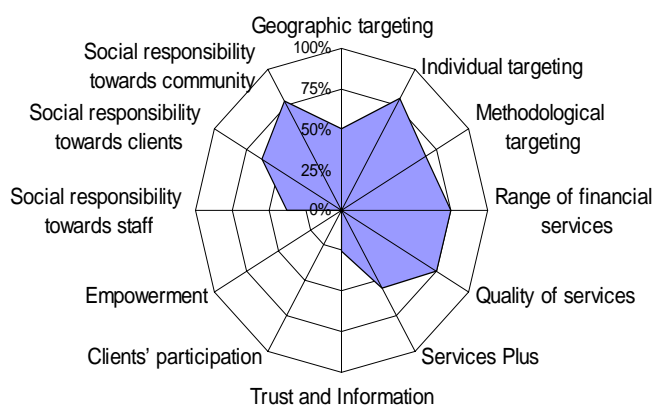 Geographic targeting
100%
Social responsibility
towards community
Individual targeting
75%
Social responsibility
towards clients
Methodological
targeting
50%
25%
Social responsibility
towards staff
0%
Range of financial
services
Empowerment
Quality of services
Clients’ participation
Services Plus
Trust and Information